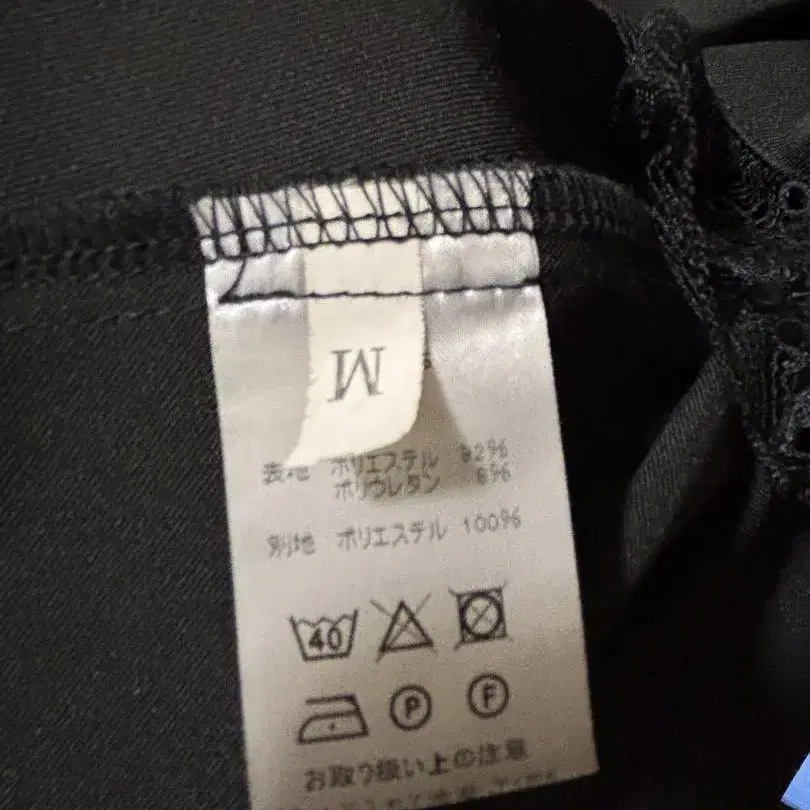 M
表地 ポリエステル 92%
ポリウレタン 8%
別地 ポリエステル 100%
40
P F
お取り扱い上の注意